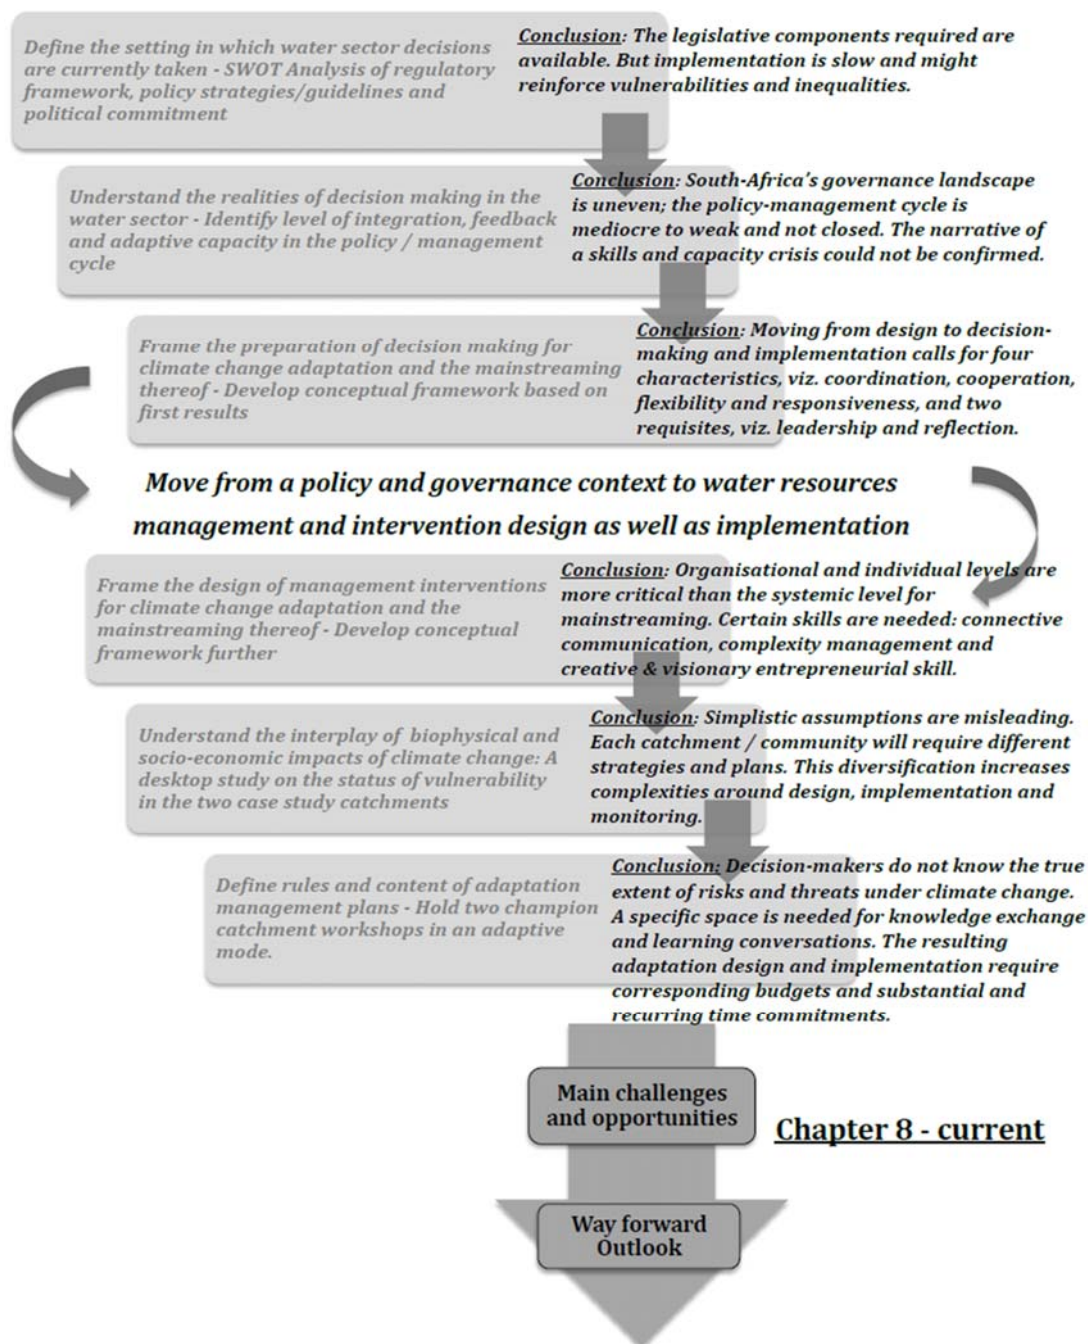 Define the setting in which water sector decisions
are currently taken - SWOT Analysis of regulatory
framework, policy strategies/guidelines and
political commitment
Conclusion: The legislative components required are
available. But implementation is slow and might
reinforce vulnerabilities and inequalities.
Understand the realities of decision making in the
water sector - Identify level of integration, feedback
and adaptive capacity in the policy / management
cycle
Conclusion: South-Africa's governance landscape
is uneven; the policy-management cycle is
mediocre to weak and not closed. The narrative of
a skills and capacity crisis could not be confirmed.
Frame the preparation of decision making for
climate change adaptation and the mainstreaming
thereof - Develop conceptual framework based on
first results
Conclusion: Moving from design to decision-
making and implementation calls for four
characteristics, viz. coordination, cooperation,
flexibility and responsiveness, and two
requisites, viz. leadership and reflection.
Move from a policy and governance context to water resources
management and intervention design as well as implementation
Frame the design of management interventions
for climate change adaptation and the
mainstreaming thereof - Develop conceptual
framework further
Conclusion: Organisational and individual levels are
more critical than the systemic level for
mainstreaming. Certain skills are needed: connective
communication, complexity management and
creative & visionary entrepreneurial skill.
Understand the interplay of biophysical and
socio-economic impacts of climate change: A
desktop study on the status of vulnerability
in the two case study catchments
Conclusion: Simplistic assumptions are misleading.
Each catchment / community will require different
strategies and plans. This diversification increases
complexities around design, implementation and
monitoring.
Define rules and content of adaptation
management plans - Hold two champion
catchment workshops in an adaptive
mode.
Conclusion: Decision-makers do not know the true
extent of risks and threats under climate change.
A specific space is needed for knowledge exchange
and learning conversations. The resulting
adaptation design and implementation require
corresponding budgets and substantial and
recurring time commitments.
Main challenges
and opportunities
Chapter 8 - current
Way forward
Outlook